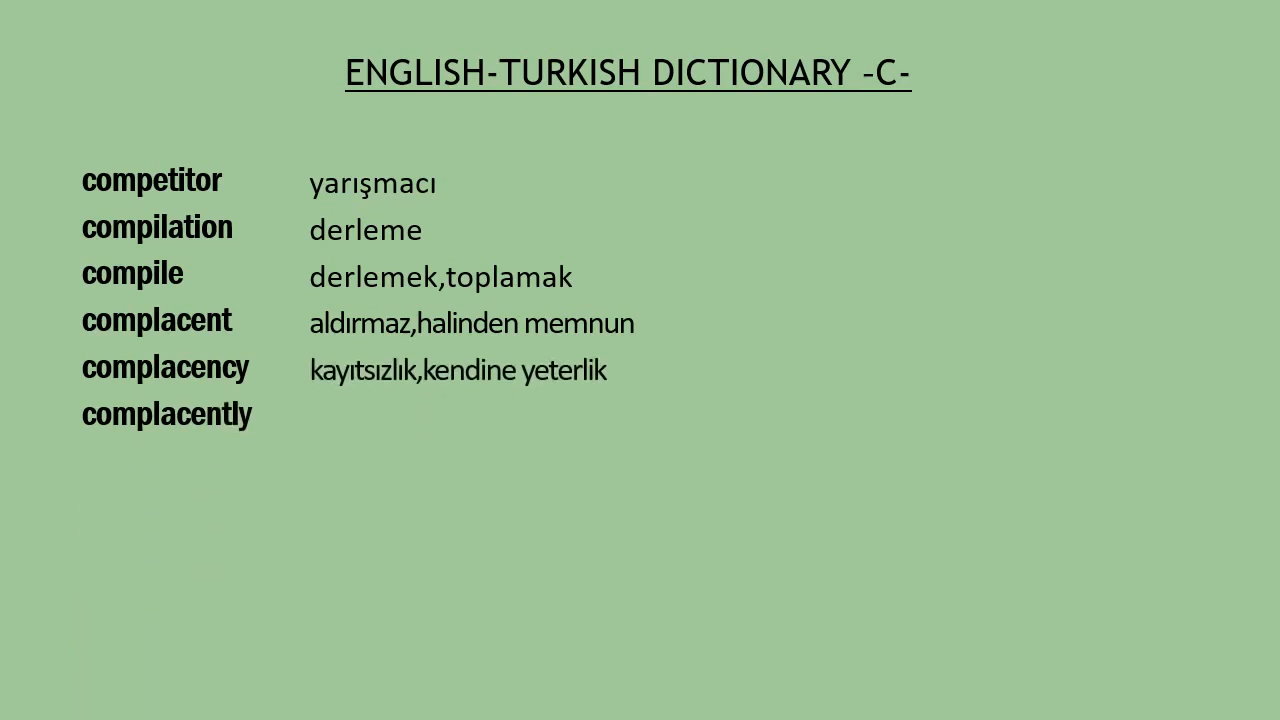 ENGLISH-TURKISH DICTIONARY –C-
competitor yarışmacı
compilation derleme
compile derlemek,toplamak
complacent aldırmaz,halinden memnun
complacency kayıtsızlık,kendine yeterlik
complacently